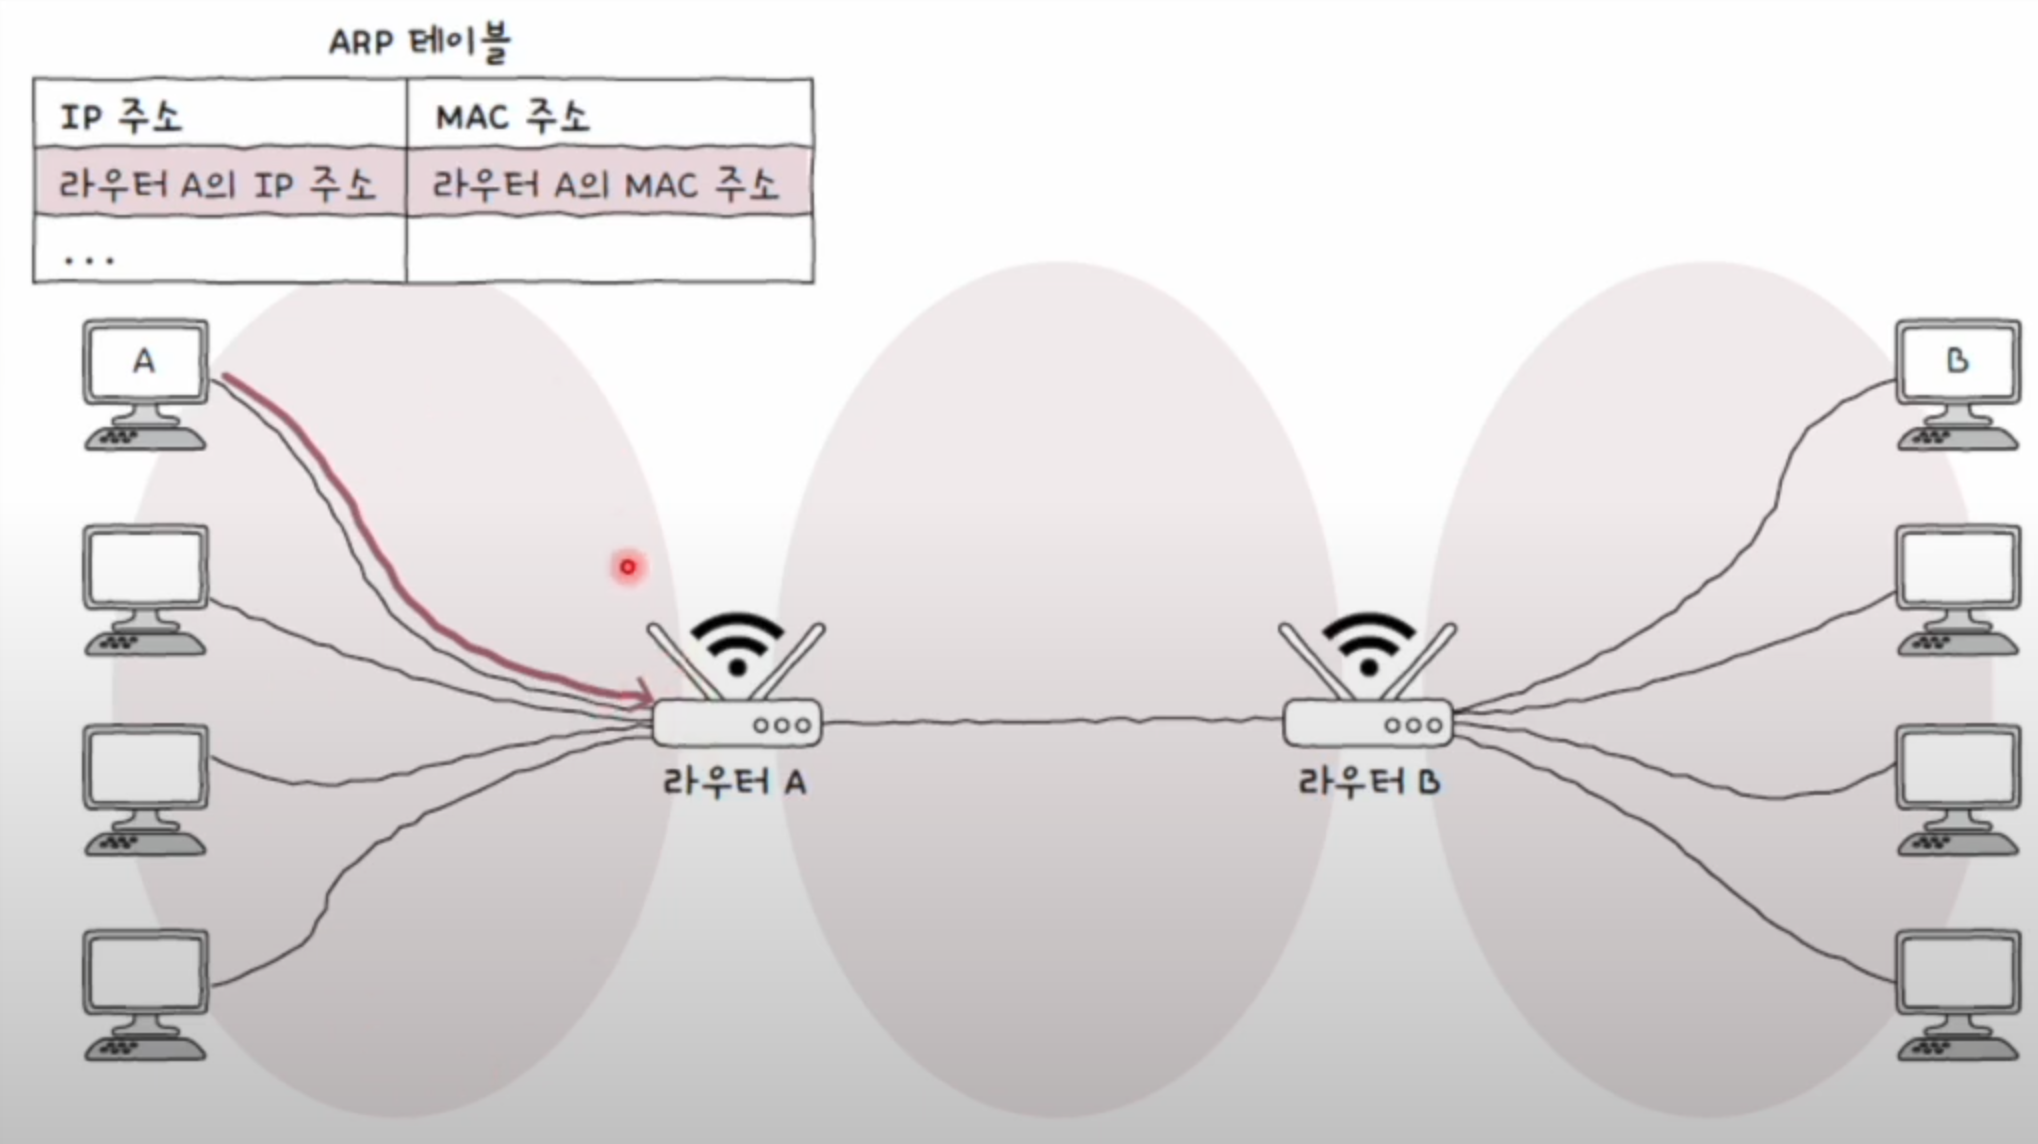 ARP 테이블
IP 주소
MAC 주소
라우터 A의 IP 주소
라우터 A의 MAC 주소
...
A
B
라우터 A
라우터 B